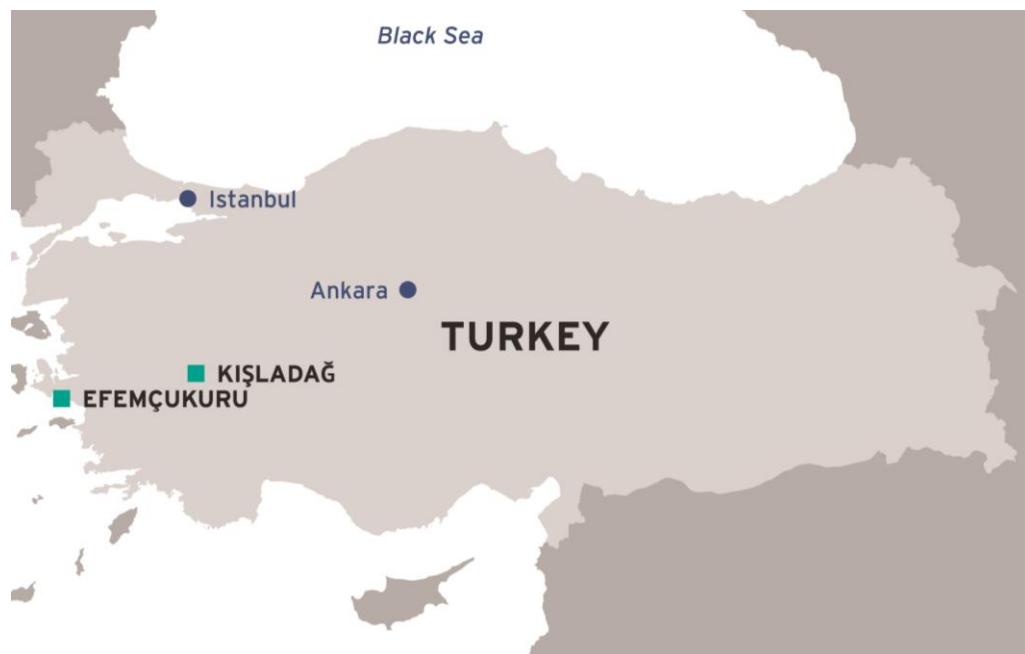 Black Sea
Istanbul
Ankara
TURKEY
KIŞLADAĞ
EFEMÇUKURU